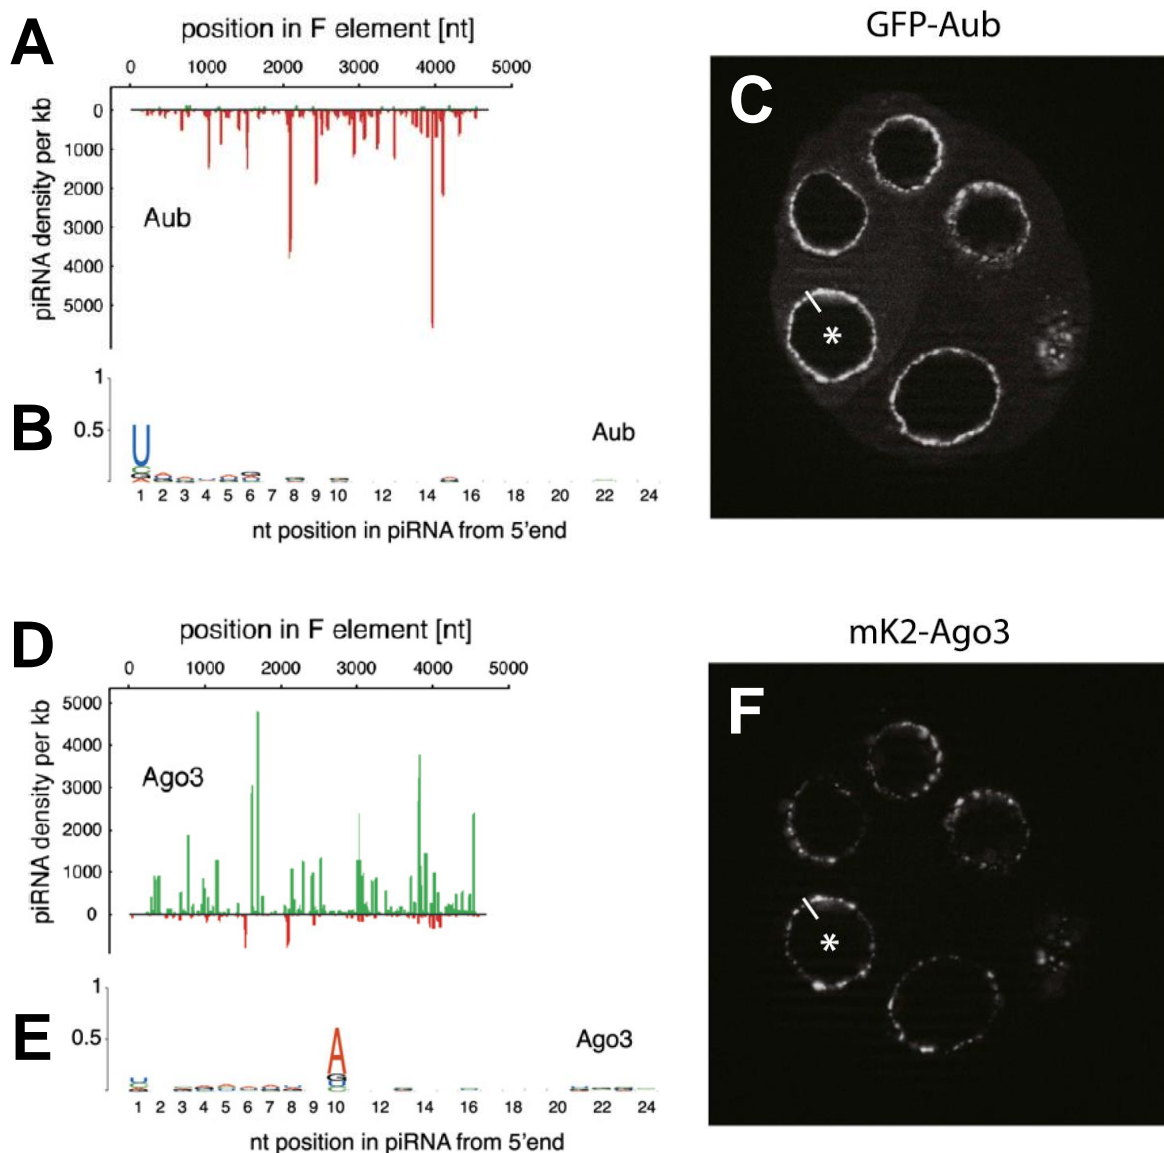 A
position in F element [nt]
0 1000 2000 3000 4000 5000
piRNA density per kb
0
1000
2000
3000
4000
5000
Aub
GFP-Aub
C
*
B
1
0.5
U
Aub
1 2 3 4 5 6 7 8 9 10 12 14 16 18 20 22 24
nt position in piRNA from 5'end
D
position in F element [nt]
0 1000 2000 3000 4000 5000
piRNA density per kb
5000
4000
3000
2000
1000
0
Ago3
mK2-Ago3
F
*
E
1
0.5
A
Ago3
1 2 3 4 5 6 7 8 9 10 12 14 16 18 20 22 24
nt position in piRNA from 5'end